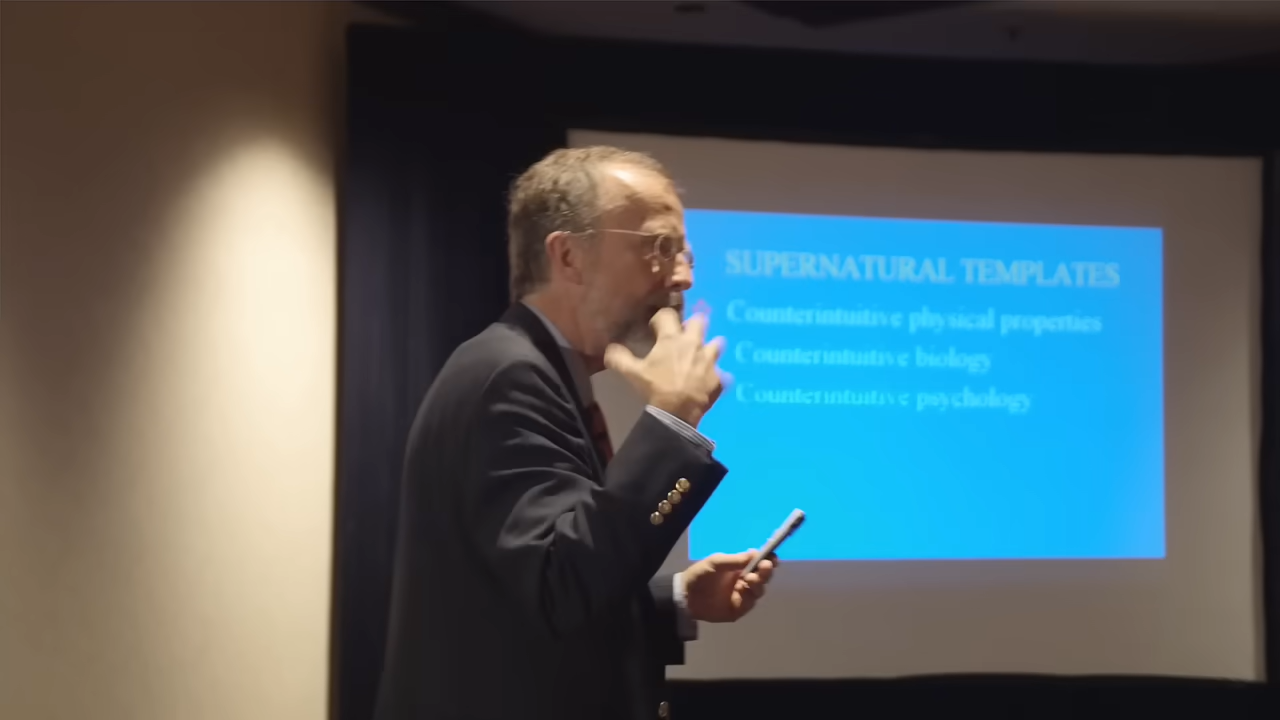 SUPERNATURAL TEMPLATES
Counterintuitive physical properties
Counterintuitive biology
Counterintuitive psychology